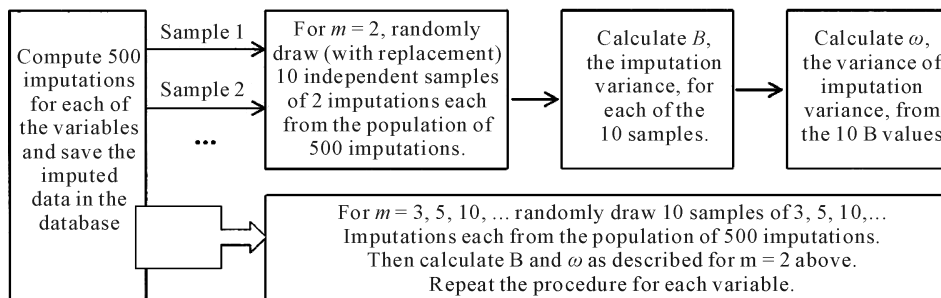 Compute 500
imputations
for each of
the variables
and save the
imputed
data in the
database
Sample 1
Sample 2
...
For m = 2, randomly
draw (with replacement)
10 independent samples
of 2 imputations each
from the population of
500 imputations.
Calculate B,
the imputation
variance, for
each of the
10 samples.
Calculate ω,
the variance of
imputation
variance, from
the 10 B values
For m = 3, 5, 10, ... randomly draw 10 samples of 3, 5, 10,...
Imputations each from the population of 500 imputations.
Then calculate B and ω as described for m = 2 above.
Repeat the procedure for each variable.